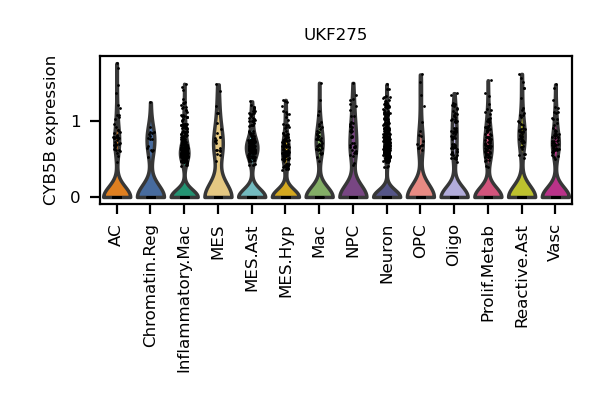 UKF275
CYB5B expression
1
0
AC
Chromatin.Reg
Inflammatory.Mac
MES
MES.Ast
MES.Hyp
Mac
NPC
Neuron
OPC
Oligo
Prolif.Metab
Reactive.Ast
Vasc